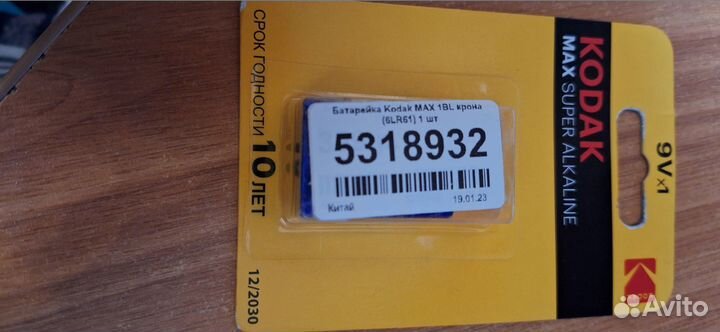 СРОК ГОДНОСТИ
10 ЛЕТ
12/2030
Батарейка Kodak MAX 1BL крона
(6LR61) 1 шт
5318932
Китай
19.01.23
KODAK
MAX SUPER ALKALINE
9V x1
Avito